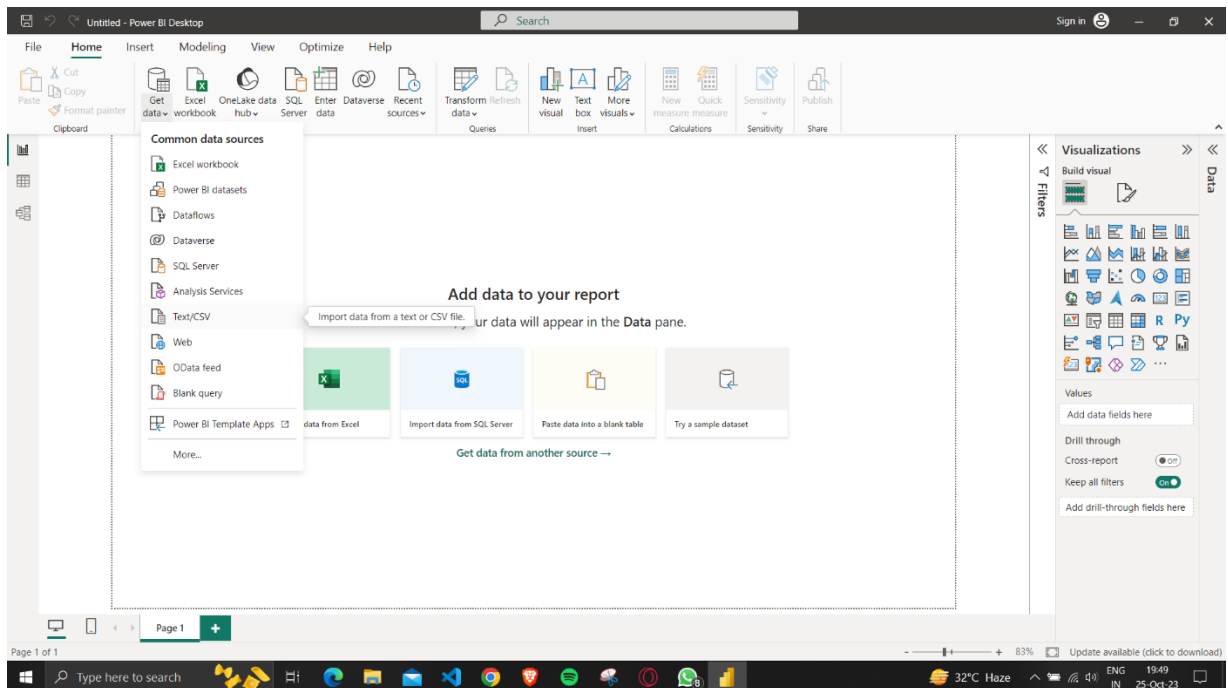 Untitled - Power BI Desktop
Search
Sign in
File Home Insert Modeling View Optimize Help
Paste
Cut
Copy
Format painter
Clipboard
Get data
Excel workbook
OneLake data hub
SQL Server
Enter data
Dataverse
Recent sources
Transform data
Refresh
Queries
New visual
Text box
More visuals
Insert
New measure
Quick measure
Calculations
Sensitivity
Sensitivity
Publish
Share
Common data sources
Excel workbook
Power BI datasets
Dataflows
Dataverse
SQL Server
Analysis Services
Text/CSV
Web
OData feed
Blank query
Power BI Template Apps
More...
Import data from a text or CSV file.
Add data to your report
your data will appear in the Data pane.
data from Excel
Import data from SQL Server
Paste data into a blank table
Try a sample dataset
Get data from another source →
Filters
Visualizations
Build visual
R Py
Values
Add data fields here
Drill through
Cross-report
Off
Keep all filters
On
Add drill-through fields here
Data
Page 1
Page 1 of 1
- + 83%
Update available (click to download)
Type here to search
32°C Haze
ENG
IN
19:49
25-Oct-23